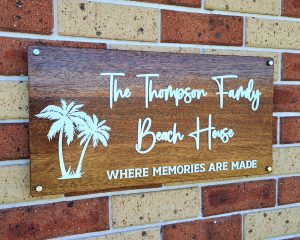 The Thompson Family
Beach House
WHERE MEMORIES ARE MADE